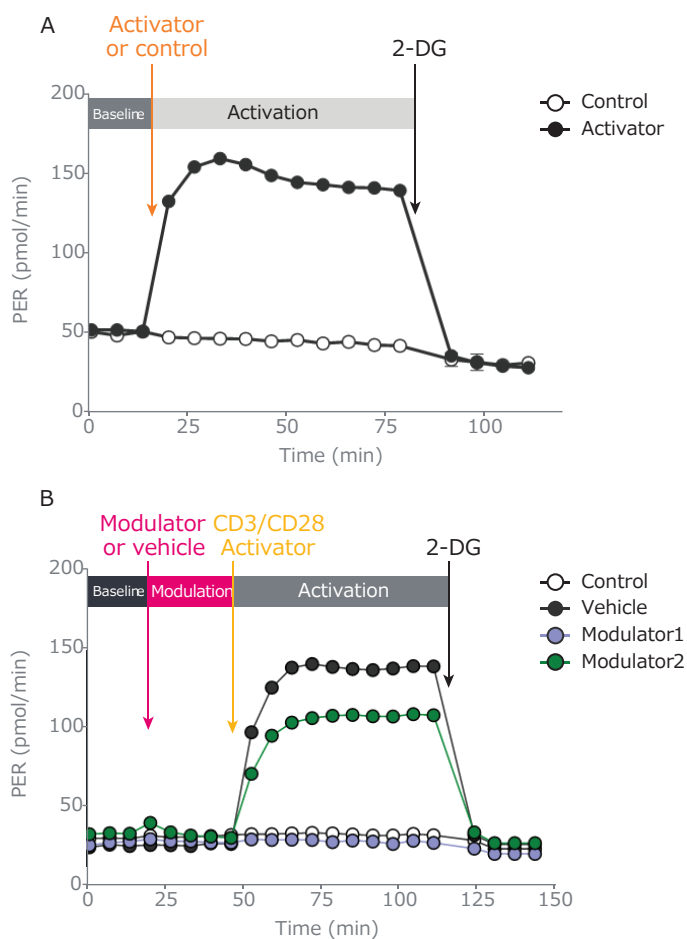 A
Activator
or control
2-DG
200
Baseline
Activation
Control
Activator
150
100
50
0
PER (pmol/min)
0 25 50 75 100
Time (min)
B
Modulator
or vehicle
CD3/CD28
Activator
2-DG
200
Baseline
Modulation
Activation
Control
Vehicle
Modulator1
Modulator2
150
100
50
0
PER (pmol/min)
0 25 50 75 100 125 150
Time (min)